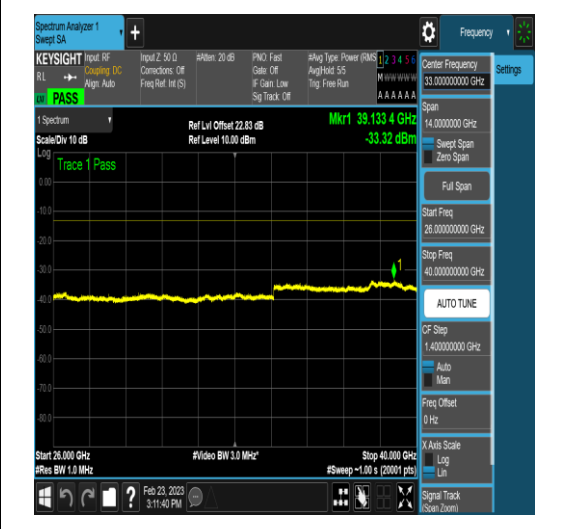 Spectrum Analyzer 1
Swept SA
Frequency
KEYSIGHT
Input: RF
Coupling: DC
Align: Auto
Input Z: 50 Ω
Corrections: Off
Freq Ref: Int (S)
#Atten: 20 dB
PNO: Fast
Gate: Off
IF Gain: Low
Sig Track: Off
#Avg Type: Power (RMS
Avg|Hold: 5/5
Trig: Free Run
1 2 3 4 5 6
M W W W W W
A A A A A A
R L
PASS
1 Spectrum
Scale/Div 10 dB
Ref Lvl Offset 22.83 dB
Ref Level 10.00 dBm
Mkr1 39.133 4 GHz
-33.32 dBm
Log
Trace 1 Pass
0.00
-10.0
-20.0
-30.0
-40.0
-50.0
-60.0
-70.0
-80.0
1
Start 26.000 GHz
#Res BW 1.0 MHz
#Video BW 3.0 MHz*
Stop 40.000 GHz
#Sweep ~1.00 s (20001 pts)
Feb 23, 2023
3:11:40 PM
Center Frequency
33.000000000 GHz
Settings
Span
14.0000000 GHz
Swept Span
Zero Span
Full Span
Start Freq
26.000000000 GHz
Stop Freq
40.000000000 GHz
AUTO TUNE
CF Step
1.400000000 GHz
Auto
Man
Freq Offset
0 Hz
X Axis Scale
Log
Lin
Signal Track
(Span Zoom)